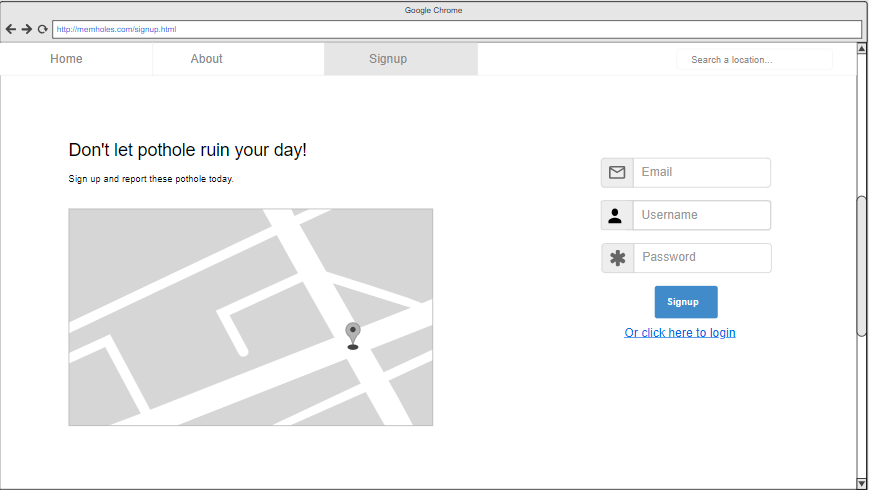 Google Chrome
http://memholes.com/signup.html
Home About Signup Search a location...
Don't let pothole ruin your day!
Sign up and report these pothole today.
Email
Username
Password
Signup
Or click here to login